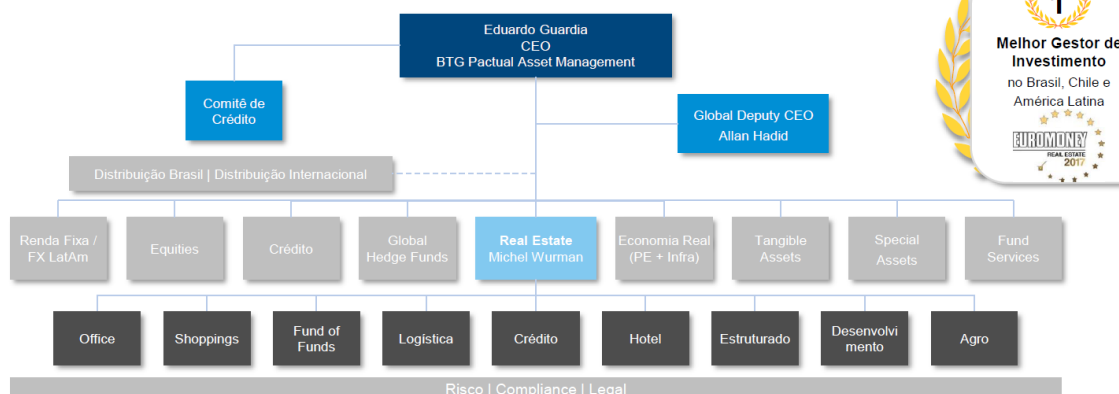 Eduardo Guardia
CEO
BTG Pactual Asset Management
1
Melhor Gestor de
Investimento
no Brasil, Chile e
América Latina
EUROMONEY
REAL ESTATE
2017
Comitê de
Crédito
Global Deputy CEO
Allan Hadid
Distribuição Brasil | Distribuição Internacional
Renda Fixa /
FX LatAm
Equities
Crédito
Global
Hedge Funds
Real Estate
Michel Wurman
Economia Real
(PE + Infra)
Tangible
Assets
Special
Assets
Fund
Services
Office
Shoppings
Fund of
Funds
Logística
Crédito
Hotel
Estruturado
Desenvolvi
mento
Agro
Risco | Compliance | Legal